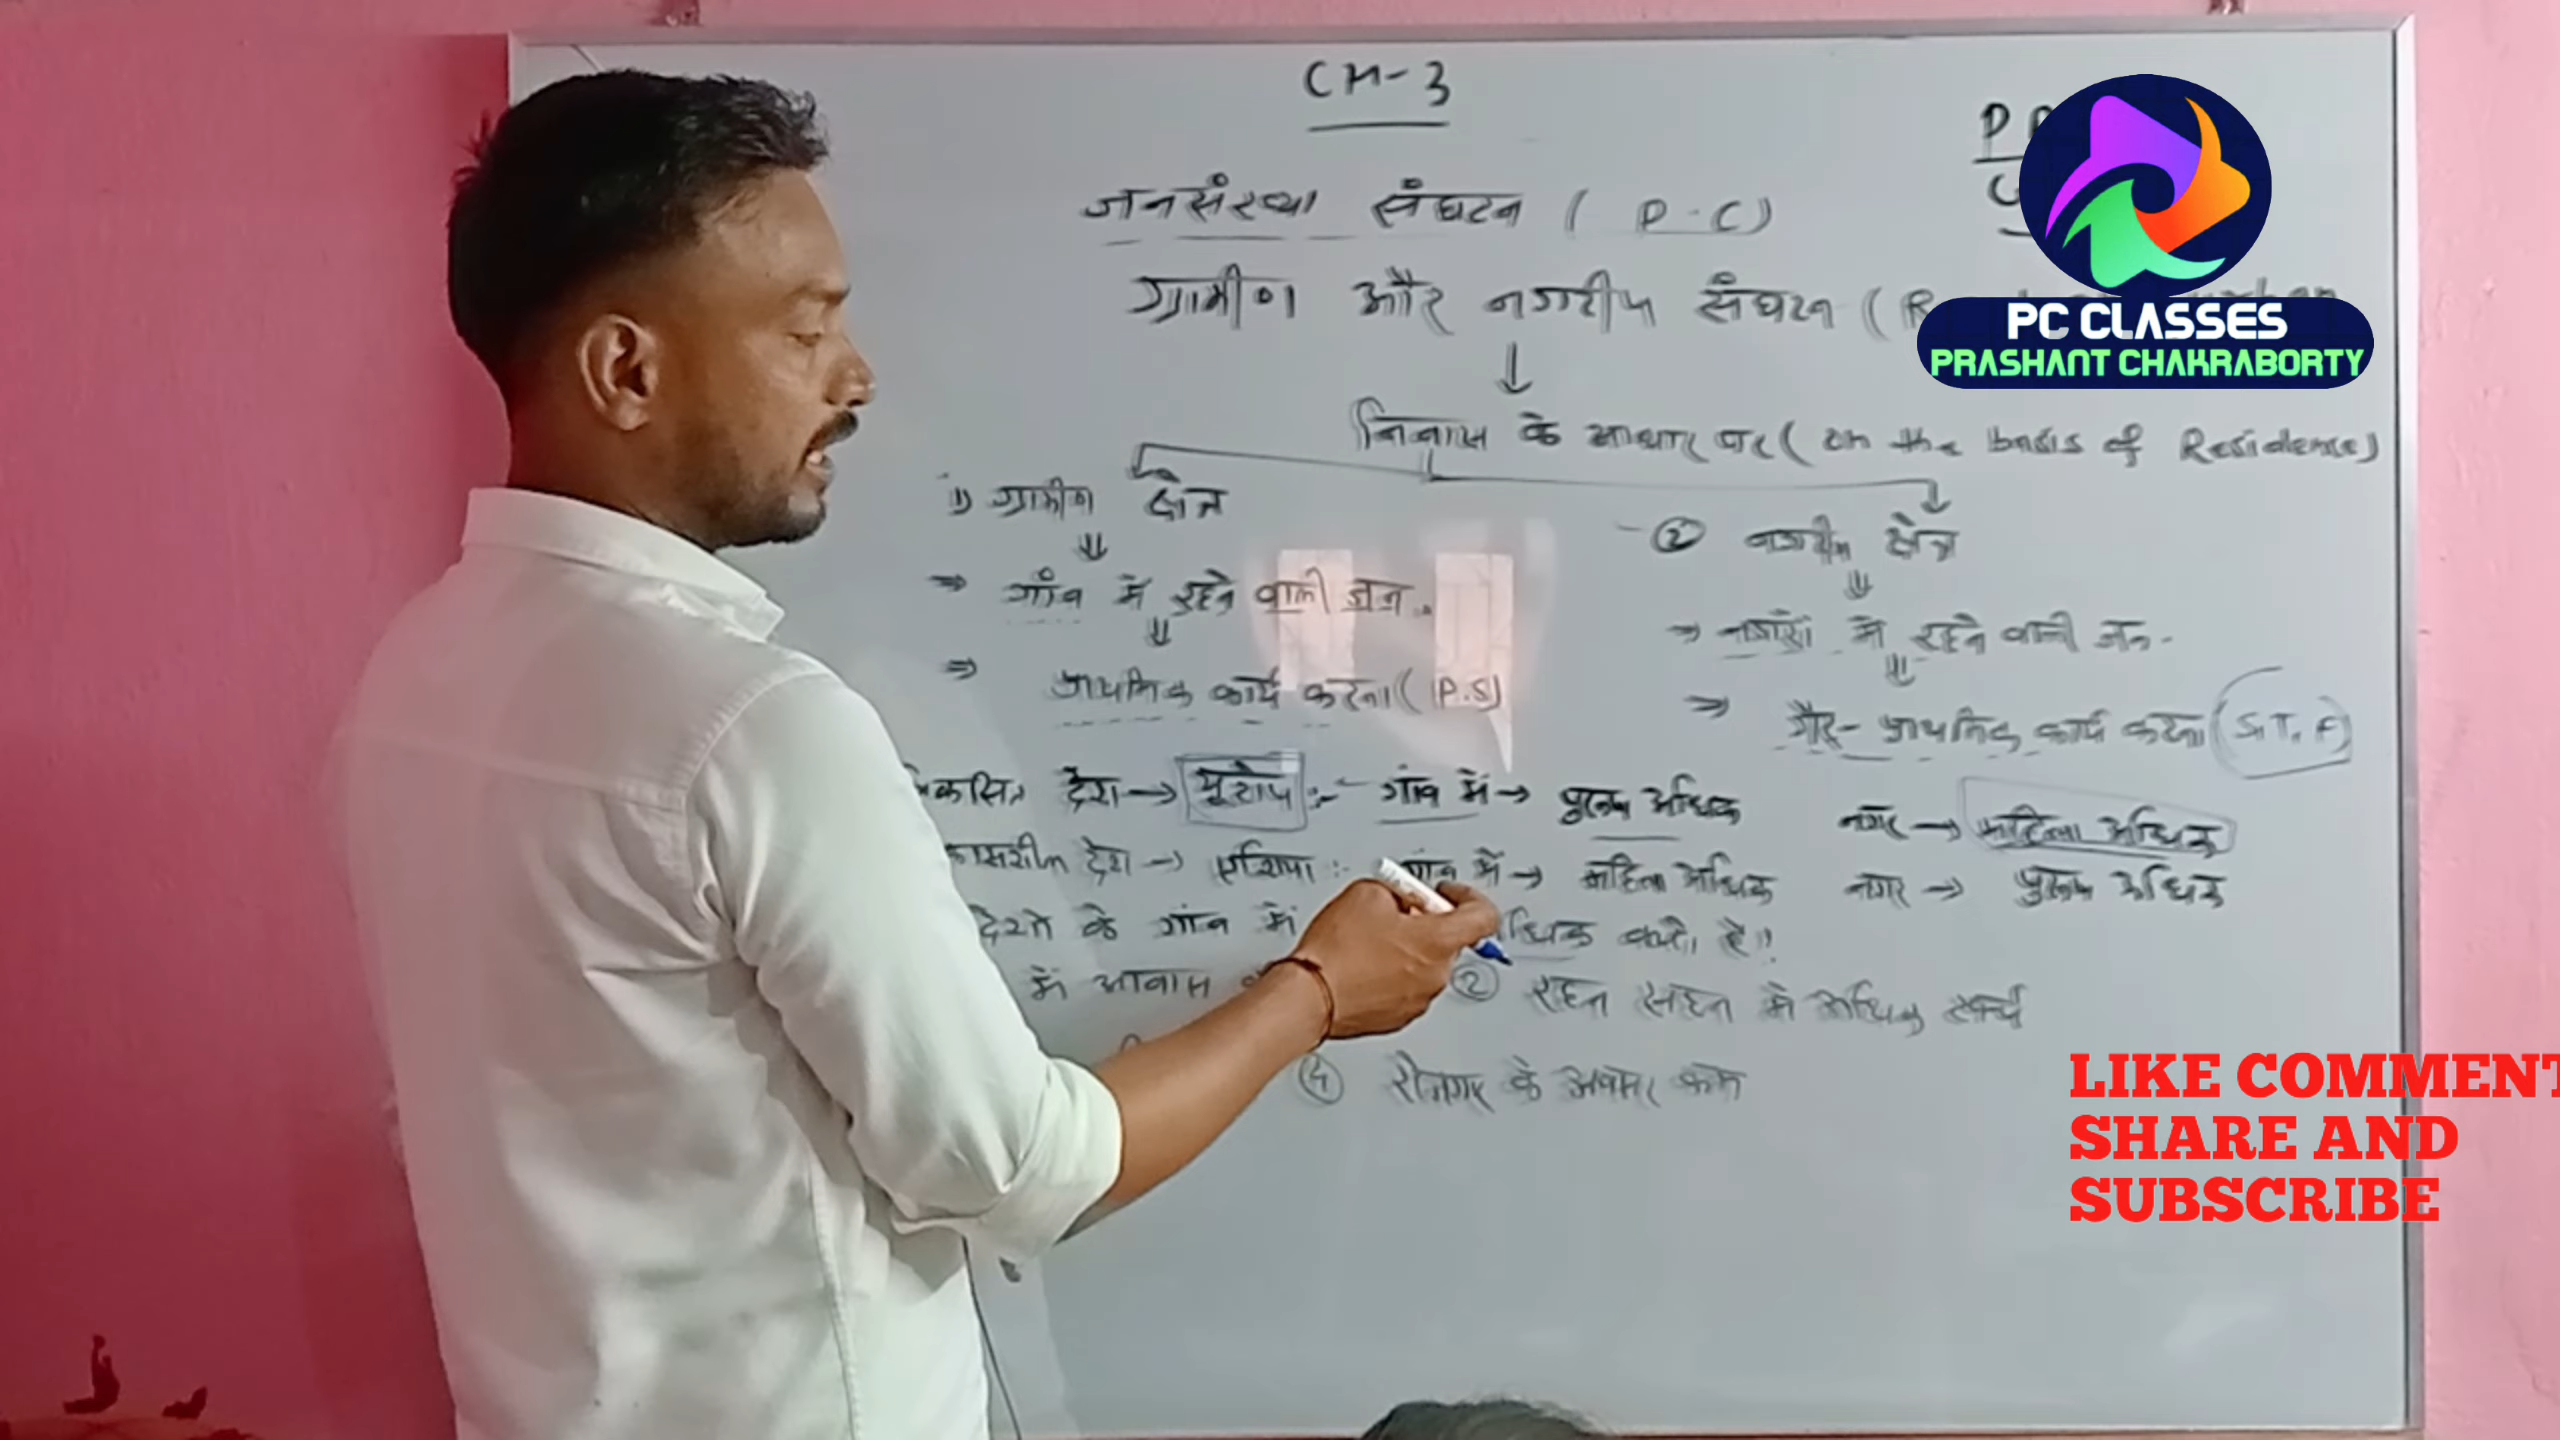 CH-3
जनसंख्या संघटन ( P-C)
ग्रामीण और नगरीय संघटन (R
PC CLASSES
PRASHANT CHAKRABORTY
निवास के आधार पर ( on the basis of Residence)
1) ग्रामीण क्षेत्र
② नगरीय क्षेत्र
⇒ गांव में रहने वाली जन.
→ नगरों में रहने वाली जन-
⇒ प्राथमिक कार्य करना ( P.S)
⇒ गैर- प्राथमिक कार्य करना (S.T.F)
देश → यूरोप :- गांव में → पुरुष अधिक नगर → महिला अधिक
देश → एशिया :- में → महिला अधिक नगर → पुरुष अधिक
देशों के गांव में
में आवास
② रहन सहन में अधिक खर्च
④ रोजगार के अवसर कम
LIKE COMMENT
SHARE AND
SUBSCRIBE